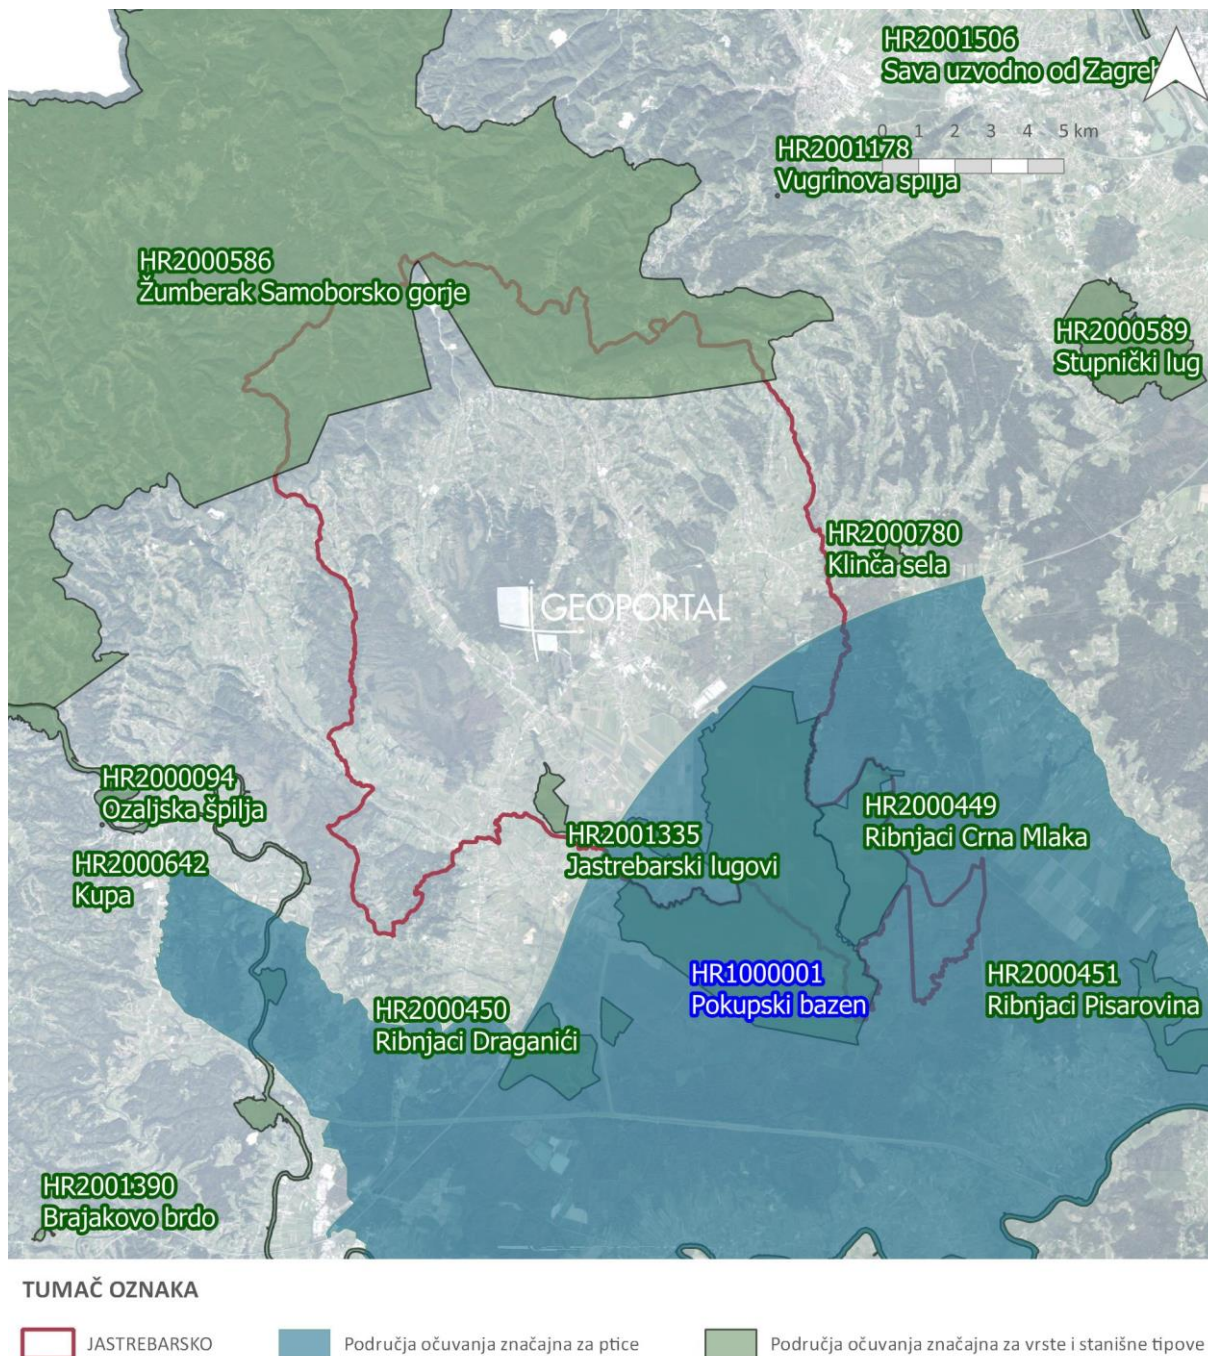 HR2001506
Sava uzvodno od Zagreb
0 1 2 3 4 5 km
HR2001178
Vugrinova špilja
HR2000586
Žumberak Samoborsko gorje
HR2000589
Stupnički lug
HR2000780
Klinča sela
GEOPORTAL
HR2000094
Ozaljska špilja
HR2000449
Ribnjaci Crna Mlaka
HR2001335
Jastrebarski lugovi
HR2000642
Kupa
HR1000001
Pokupski bazen
HR2000451
Ribnjaci Pisarovina
HR2000450
Ribnjaci Draganići
HR2001390
Brajakovo brdo
TUMAČ OZNAKA
JASTREBARSKO
Područja očuvanja značajna za ptice
Područja očuvanja značajna za vrste i stanišne tipove